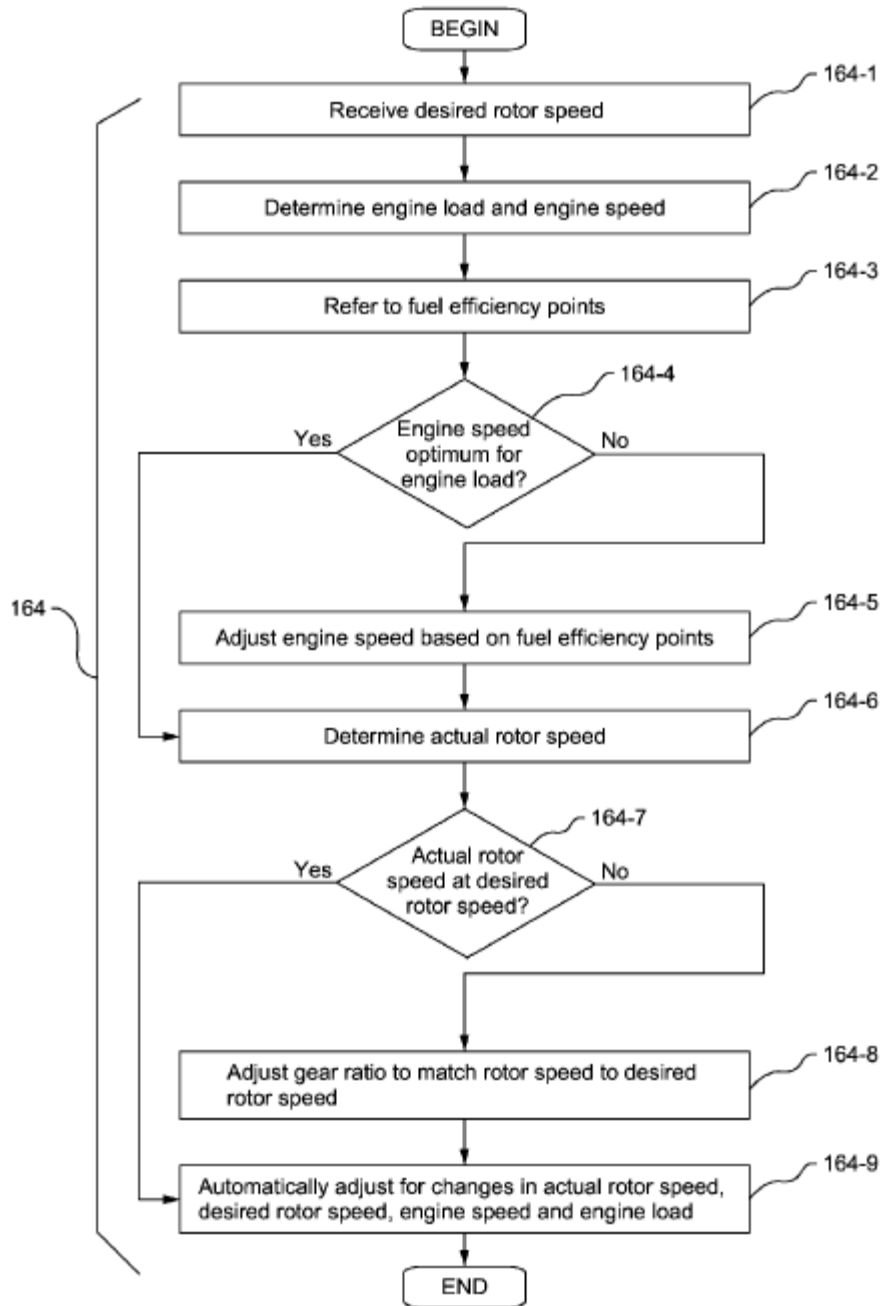 BEGIN
164-1
Receive desired rotor speed
164-2
Determine engine load and engine speed
164-3
Refer to fuel efficiency points
164-4
Yes
Engine speed
optimum for
engine load?
No
164
164-5
Adjust engine speed based on fuel efficiency points
164-6
Determine actual rotor speed
164-7
Yes
Actual rotor
speed at desired
rotor speed?
No
164-8
Adjust gear ratio to match rotor speed to desired
rotor speed
164-9
Automatically adjust for changes in actual rotor speed,
desired rotor speed, engine speed and engine load
END